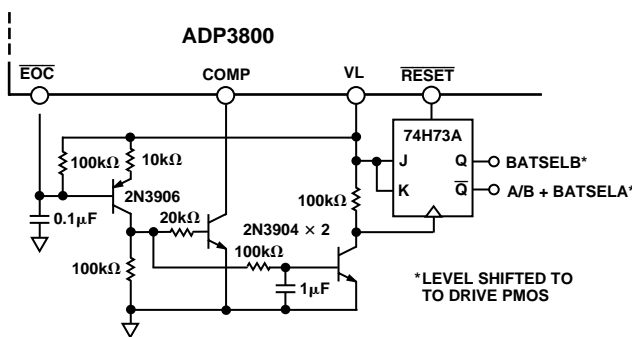 ADP3800
EOC COMP VL RESET
74H73A
100kΩ 10kΩ
J Q BATSELB*
2N3906
100kΩ
K Q A/B + BATSELA*
0.1μF
20kΩ 2N3904 × 2
100kΩ 100kΩ
1μF
*LEVEL SHIFTED TO
TO DRIVE PMOS